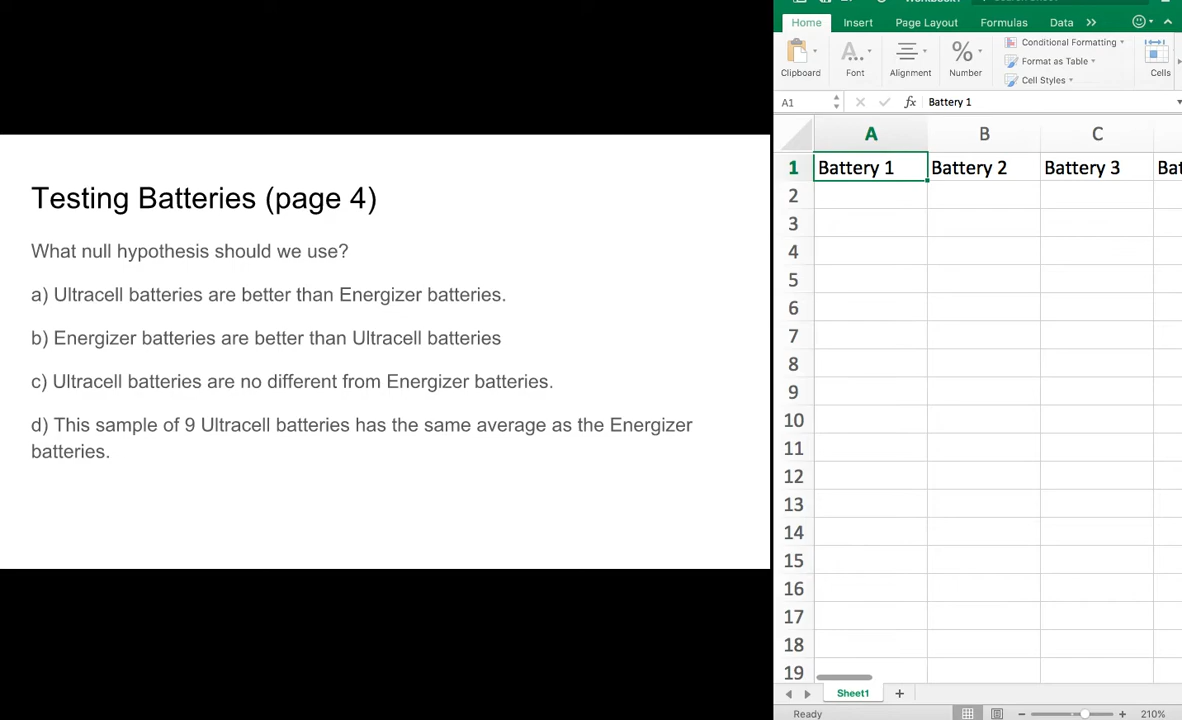 Testing Batteries (page 4)
What null hypothesis should we use?
a) Ultracell batteries are better than Energizer batteries.
b) Energizer batteries are better than Ultracell batteries
c) Ultracell batteries are no different from Energizer batteries.
d) This sample of 9 Ultracell batteries has the same average as the Energizer
batteries.
Home Insert Page Layout Formulas Data
Clipboard Font Alignment Number Cells
Conditional Formatting
Format as Table
Cell Styles
A1 fx Battery 1
A B C
1 Battery 1 Battery 2 Battery 3 Bat
2
3
4
5
6
7
8
9
10
11
12
13
14
15
16
17
18
19
Sheet1
Ready 210%